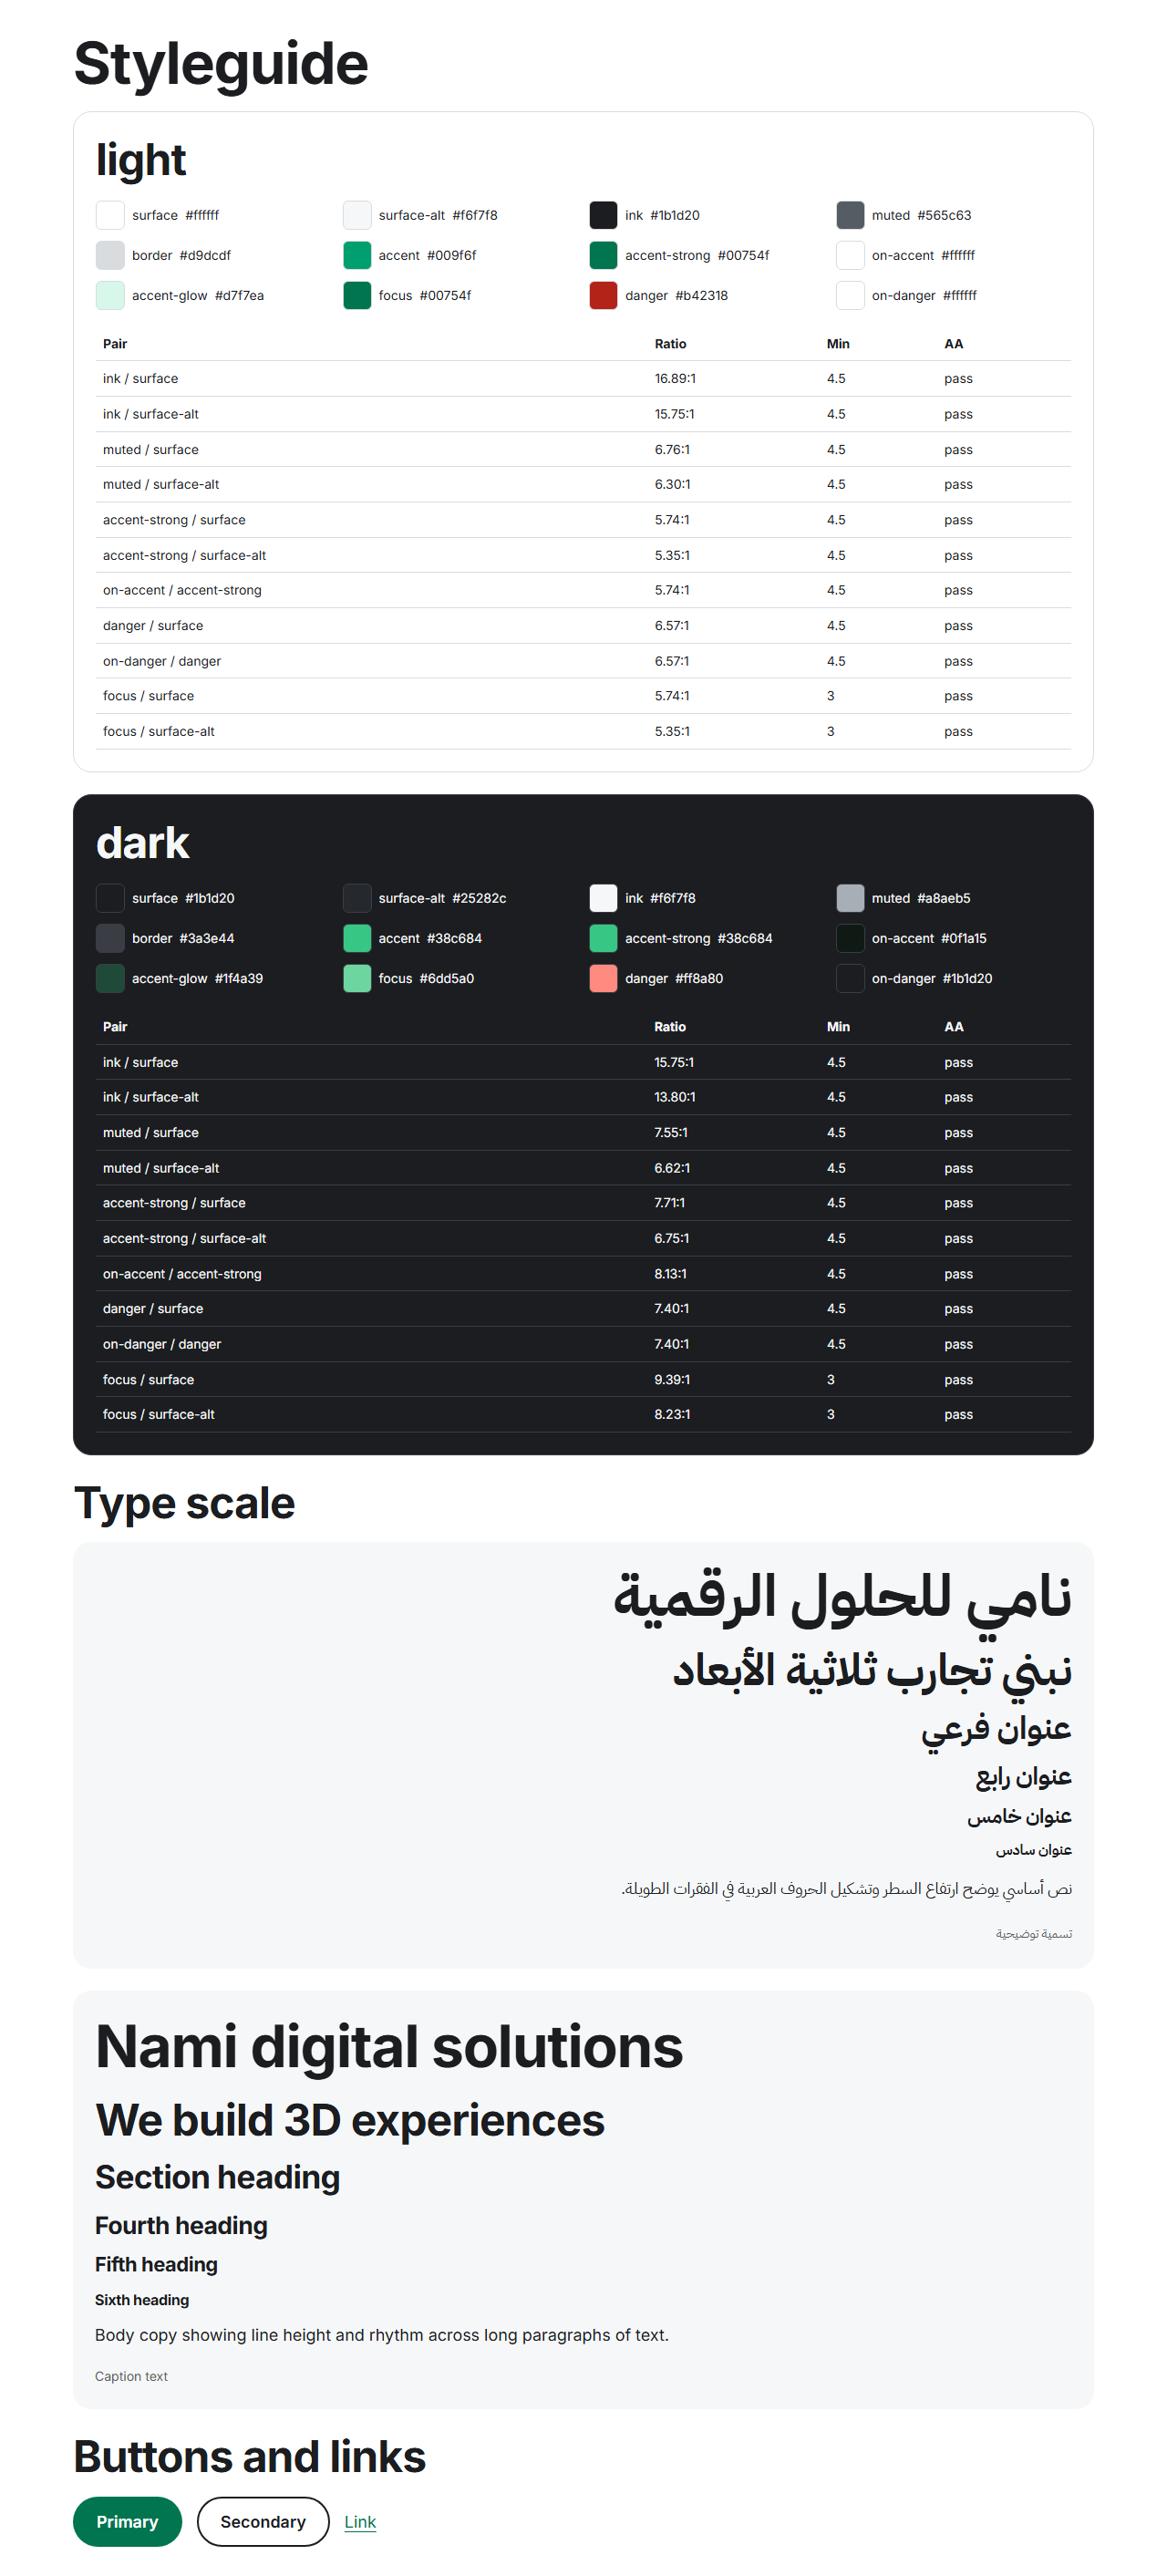 Styleguide
light
surface #ffffff surface-alt #f6f7f8 ink #1b1d20 muted #565c63
border #d9dcdf accent #009f6f accent-strong #00754f on-accent #ffffff
accent-glow #d7f7ea focus #00754f danger #b42318 on-danger #ffffff
Pair Ratio Min AA
ink / surface 16.89:1 4.5 pass
ink / surface-alt 15.75:1 4.5 pass
muted / surface 6.76:1 4.5 pass
muted / surface-alt 6.30:1 4.5 pass
accent-strong / surface 5.74:1 4.5 pass
accent-strong / surface-alt 5.35:1 4.5 pass
on-accent / accent-strong 5.74:1 4.5 pass
danger / surface 6.57:1 4.5 pass
on-danger / danger 6.57:1 4.5 pass
focus / surface 5.74:1 3 pass
focus / surface-alt 5.35:1 3 pass
dark
surface #1b1d20 surface-alt #25282c ink #f6f7f8 muted #a8aeb5
border #3a3e44 accent #38c684 accent-strong #38c684 on-accent #0f1a15
accent-glow #1f4a39 focus #6dd5a0 danger #ff8a80 on-danger #1b1d20
Pair Ratio Min AA
ink / surface 15.75:1 4.5 pass
ink / surface-alt 13.80:1 4.5 pass
muted / surface 7.55:1 4.5 pass
muted / surface-alt 6.62:1 4.5 pass
accent-strong / surface 7.71:1 4.5 pass
accent-strong / surface-alt 6.75:1 4.5 pass
on-accent / accent-strong 8.13:1 4.5 pass
danger / surface 7.40:1 4.5 pass
on-danger / danger 7.40:1 4.5 pass
focus / surface 9.39:1 3 pass
focus / surface-alt 8.23:1 3 pass
Type scale
نامي للحلول الرقمية
نبني تجارب ثلاثية الأبعاد
عنوان فرعي
عنوان رابع
عنوان خامس
عنوان سادس
نص أساسي يوضح ارتفاع السطر وتشكيل الحروف العربية في الفقرات الطويلة.
تسمية توضيحية
Nami digital solutions
We build 3D experiences
Section heading
Fourth heading
Fifth heading
Sixth heading
Body copy showing line height and rhythm across long paragraphs of text.
Caption text
Buttons and links
Primary Secondary Link